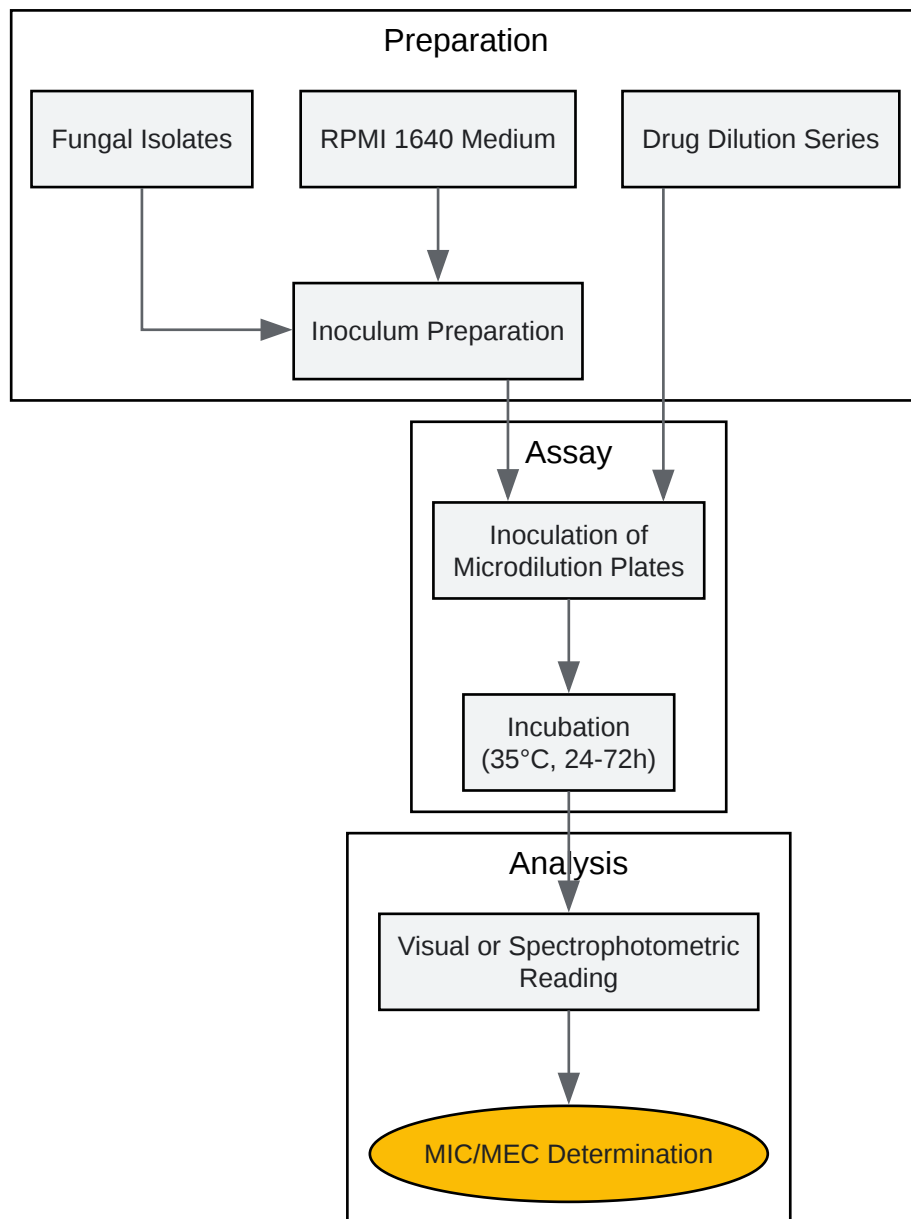 Preparation
Fungal Isolates
RPMI 1640 Medium
Drug Dilution Series
Inoculum Preparation
Assay
Inoculation of
Microdilution Plates
Incubation
(35°C, 24-72h)
Analysis
Visual or Spectrophotometric
Reading
MIC/MEC Determination